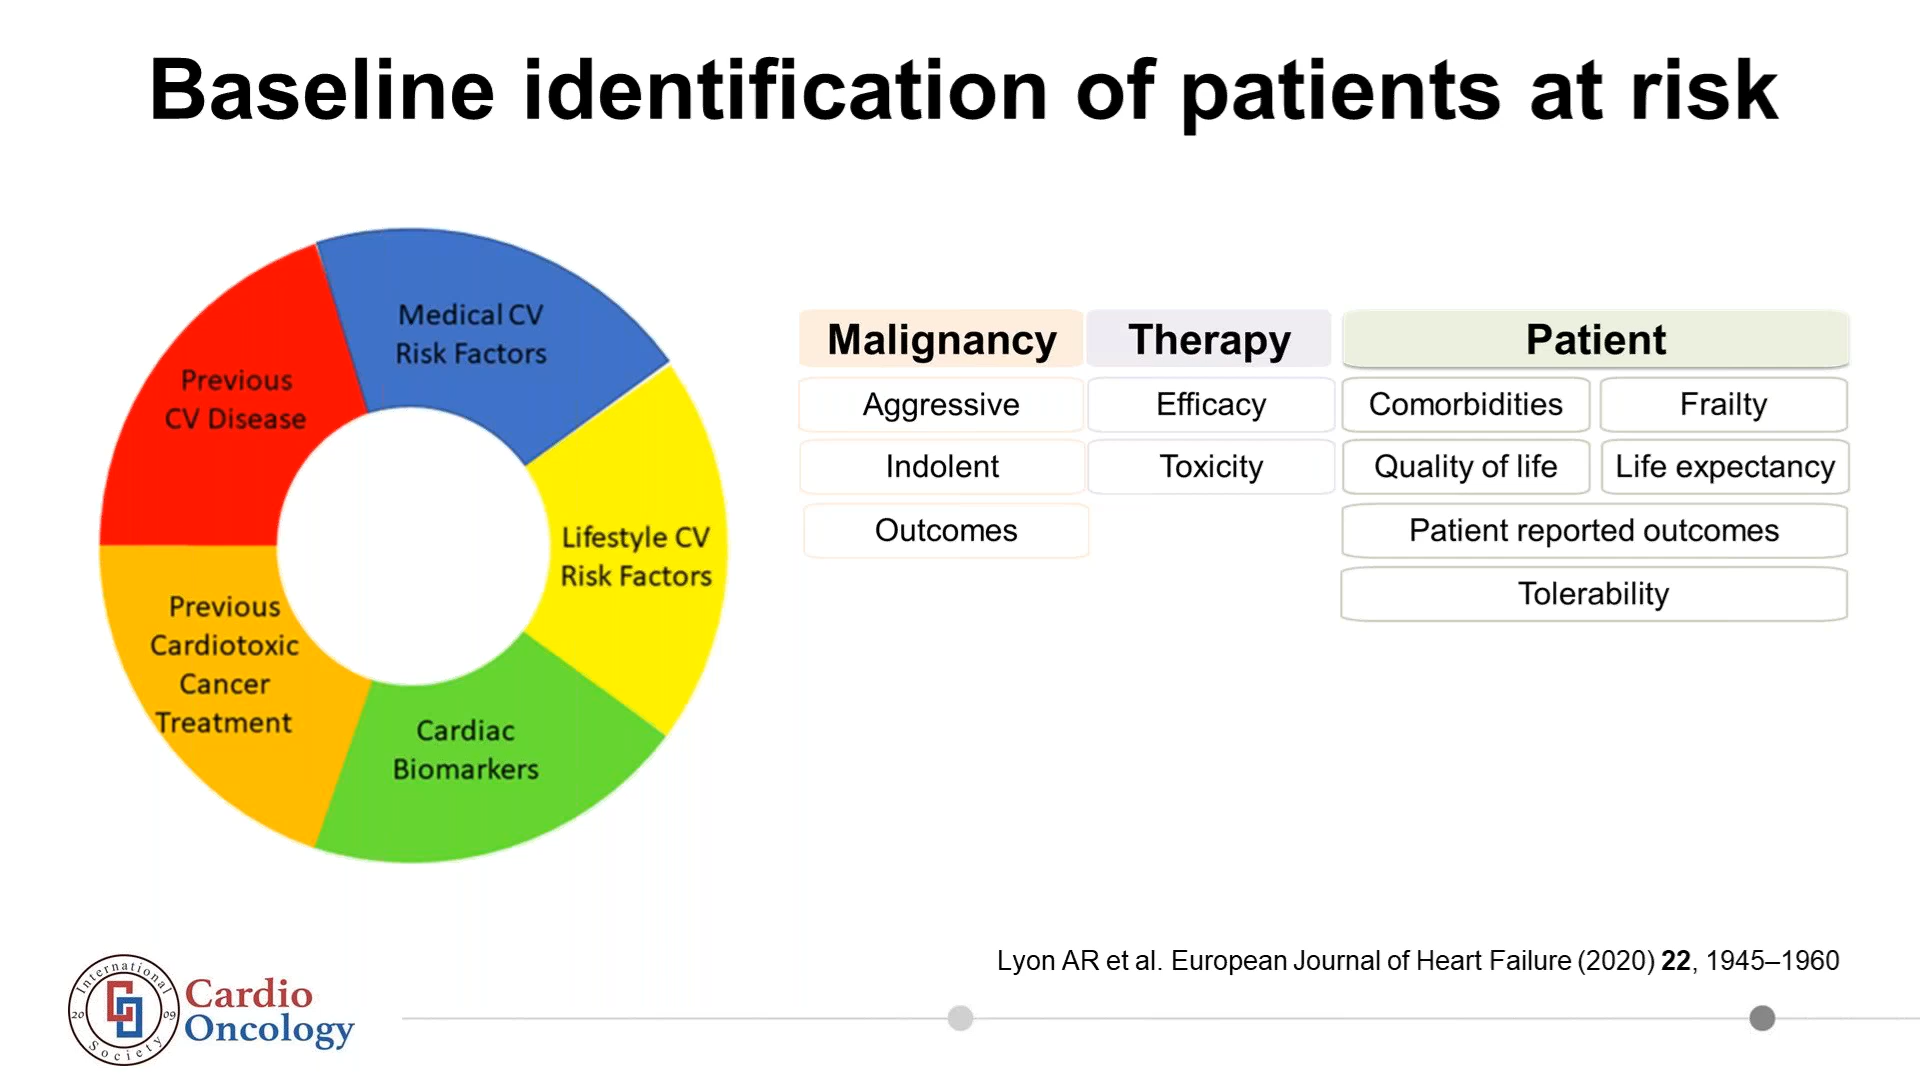 Baseline identification of patients at risk
Medical CV
Risk Factors
Previous
CV Disease
Lifestyle CV
Risk Factors
Previous
Cardiotoxic
Cancer
Treatment
Cardiac
Biomarkers
Malignancy
Therapy
Patient
Aggressive
Efficacy
Comorbidities
Frailty
Indolent
Toxicity
Quality of life
Life expectancy
Outcomes
Patient reported outcomes
Tolerability
Lyon AR et al. European Journal of Heart Failure (2020) 22, 1945–1960
International
20 09
Society
Cardio
Oncology